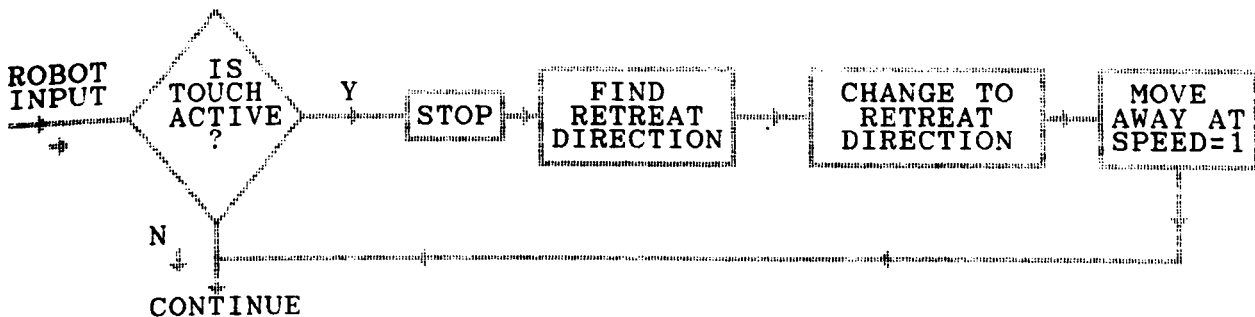 ROBOT
INPUT
IS
TOUCH
ACTIVE
?
Y
STOP
FIND
RETREAT
DIRECTION
CHANGE TO
RETREAT
DIRECTION
MOVE
AWAY AT
SPEED=1
N
CONTINUE